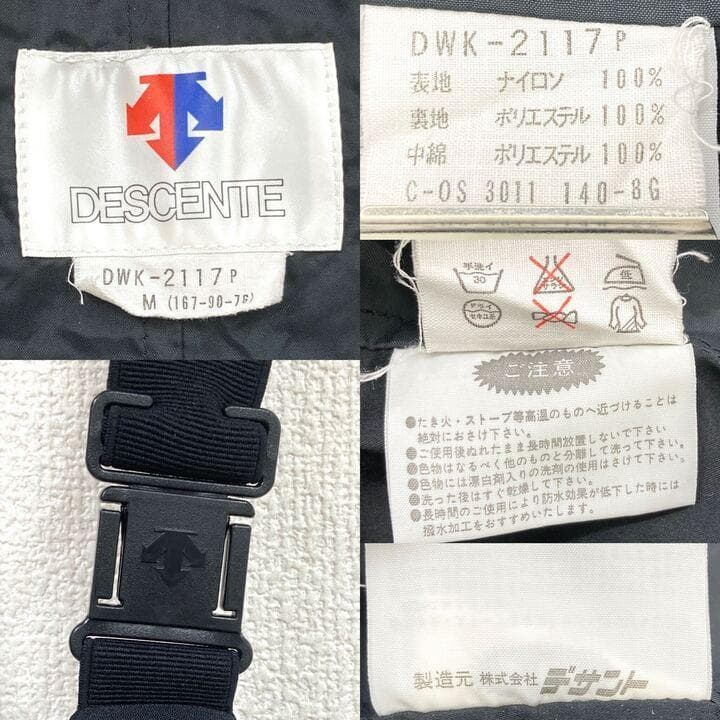 DESCENTE
DWK-2117 P
M (167-90-76)
DWK-2117 P
表地 ナイロン 100%
裏地 ポリエステル 100%
中綿 ポリエステル 100%
C-OS 3011 140-BG
手洗イ
30
エンソ
サラシ
低
ドライ
セキユ系
ご注意
●たき火・ストーブ等高温のものへ近づけることは
絶対におさけ下さい。
●ご使用後ぬれたまま長時間放置しないで下さい
●色物はなるべく他のものと分離して洗って下さい。
●色物には漂白剤入りの洗剤の使用はさけて下さい。
●洗った後はすぐ乾燥して下さい。
●長時間のご使用により防水効果が低下した時には
撥水加工をおすすめいたします。
製造元 株式会社 デサント